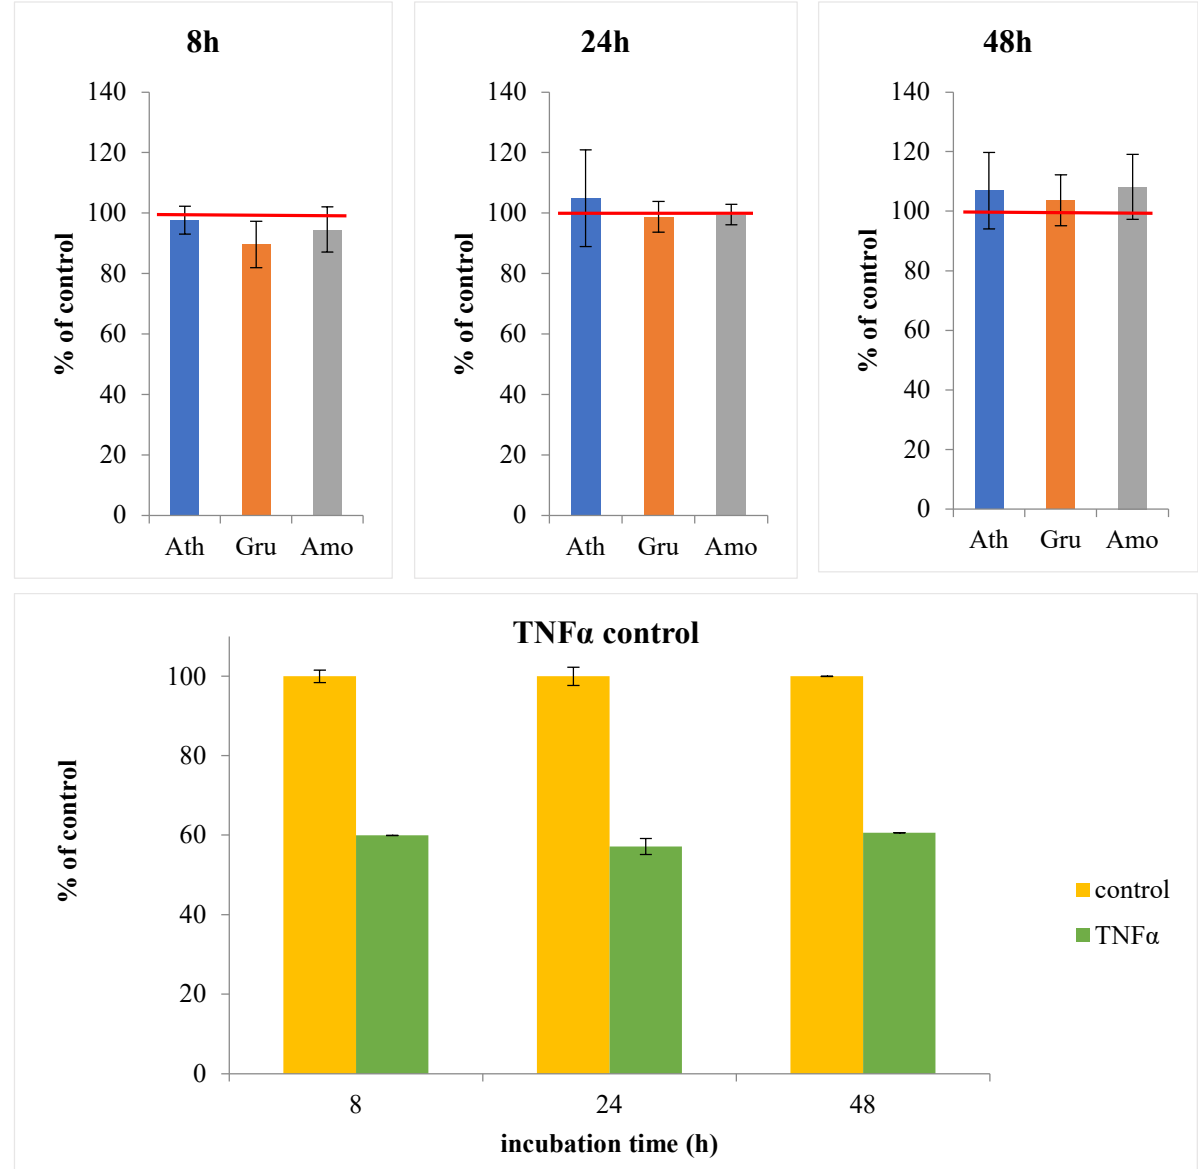 8h
140
120
100
80
60
40
20
0
% of control
Ath Gru Amo
24h
140
120
100
80
60
40
20
0
% of control
Ath Gru Amo
48h
140
120
100
80
60
40
20
0
% of control
Ath Gru Amo
TNFα control
100
80
60
40
20
0
% of control
8 24 48
incubation time (h)
control
TNFα